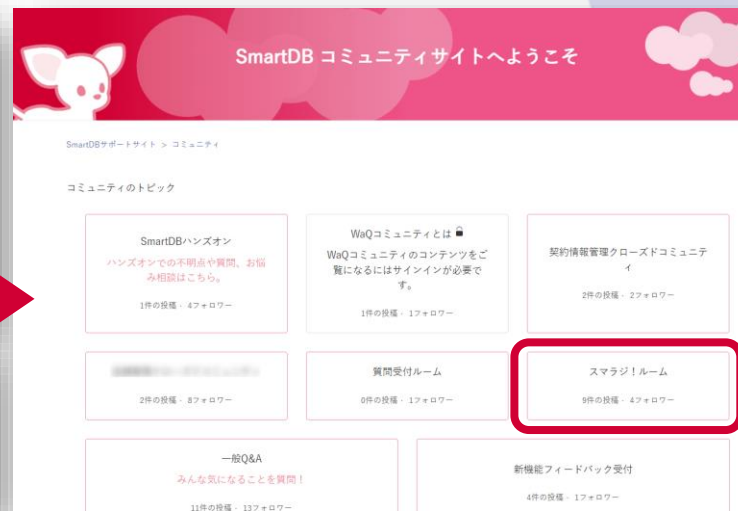 SmartDB コミュニティサイトへようこそ
SmartDBサポートサイト > コミュニティ
コミュニティのトピック
SmartDBハンズオン
ハンズオンでの不明点や質問、お悩
み相談はこちら。
1件の投稿・4フォロワー
WaQコミュニティとは
WaQコミュニティのコンテンツをご
覧になるにはサインインが必要で
す。
1件の投稿・1フォロワー
契約情報管理クローズドコミュニテ
ィ
2件の投稿・2フォロワー
2件の投稿・8フォロワー
質問受付ルーム
0件の投稿・1フォロワー
スマラジ！ルーム
9件の投稿・4フォロワー
一般Q&A
みんな気になることを質問！
11件の投稿・13フォロワー
新機能フィードバック受付
4件の投稿・1フォロワー